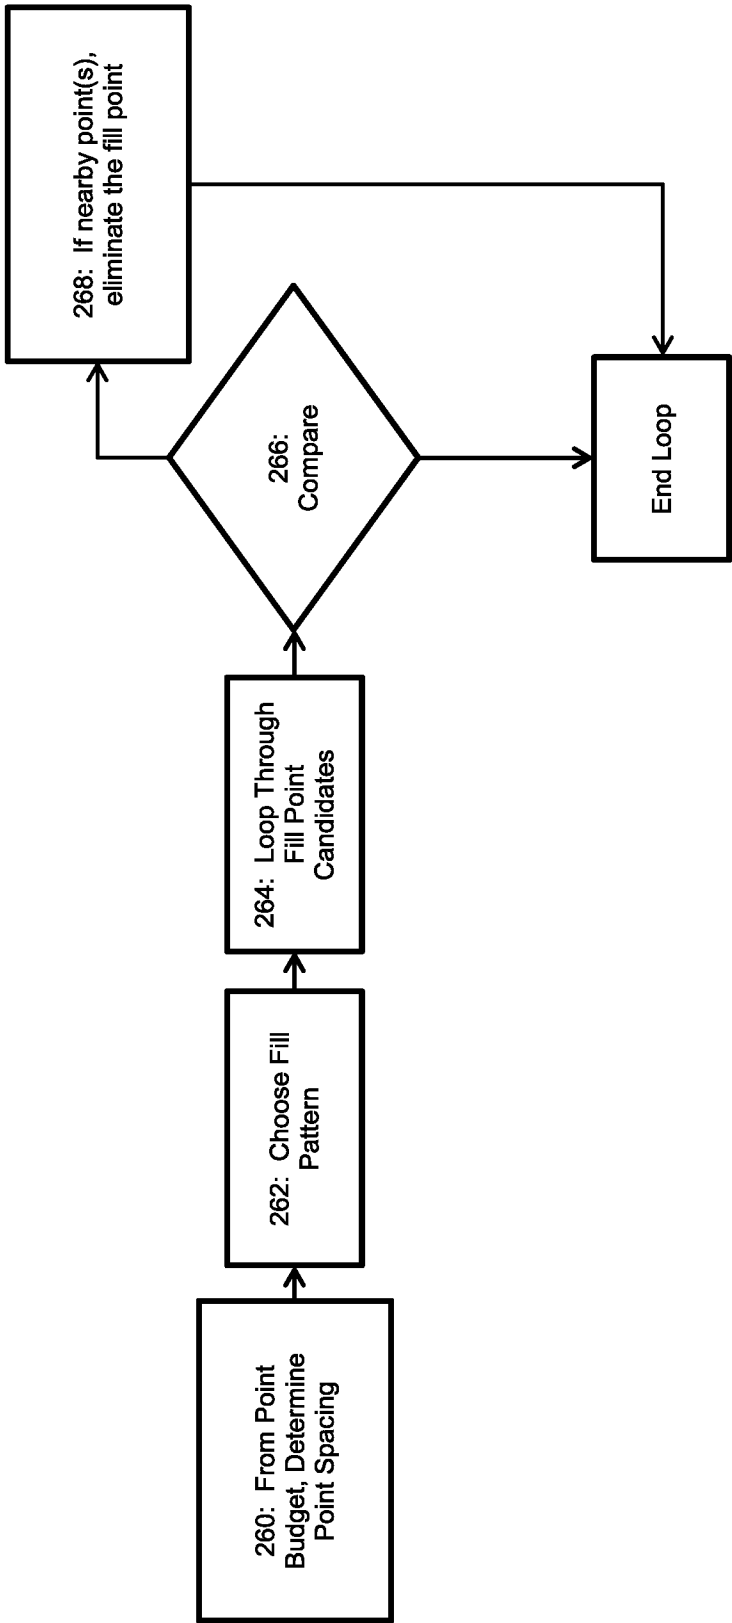 260: From Point
Budget, Determine
Point Spacing
262: Choose Fill
Pattern
264: Loop Through
Fill Point
Candidates
266:
Compare
268: If nearby point(s),
eliminate the fill point
End Loop